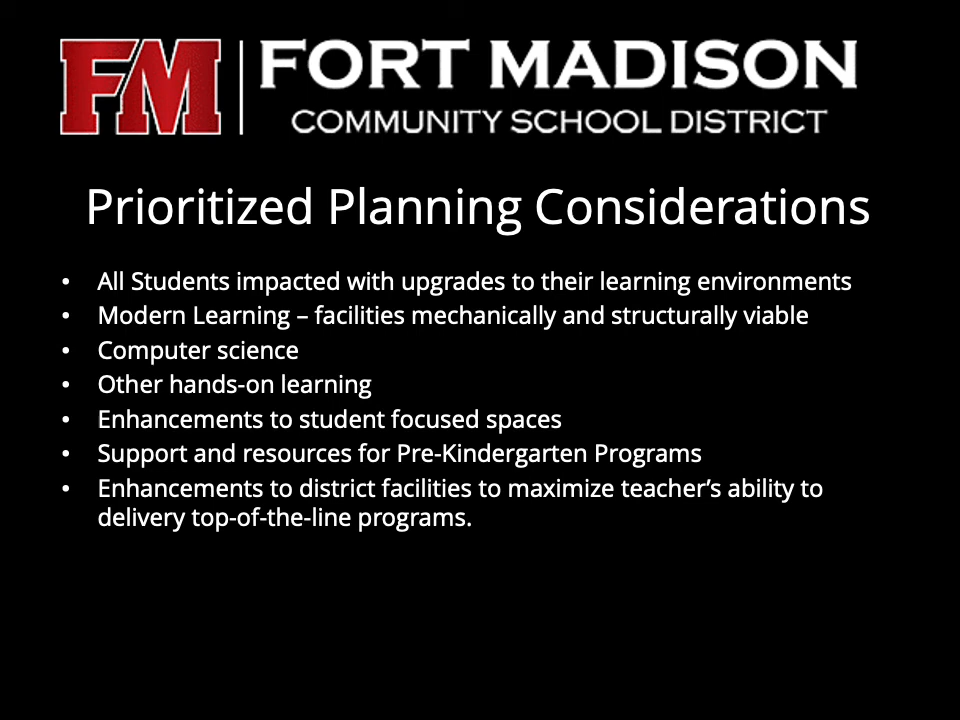 FM FORT MADISON
COMMUNITY SCHOOL DISTRICT
Prioritized Planning Considerations
• All Students impacted with upgrades to their learning environments
• Modern Learning – facilities mechanically and structurally viable
• Computer science
• Other hands-on learning
• Enhancements to student focused spaces
• Support and resources for Pre-Kindergarten Programs
• Enhancements to district facilities to maximize teacher’s ability to
delivery top-of-the-line programs.